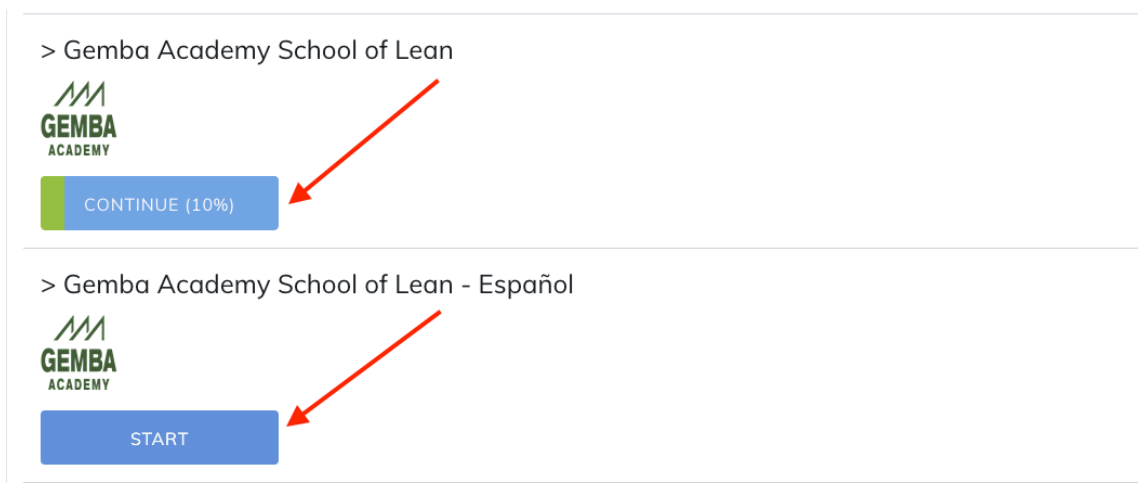 > Gemba Academy School of Lean
GEMBA
ACADEMY
CONTINUE (10%)
> Gemba Academy School of Lean - Español
GEMBA
ACADEMY
START